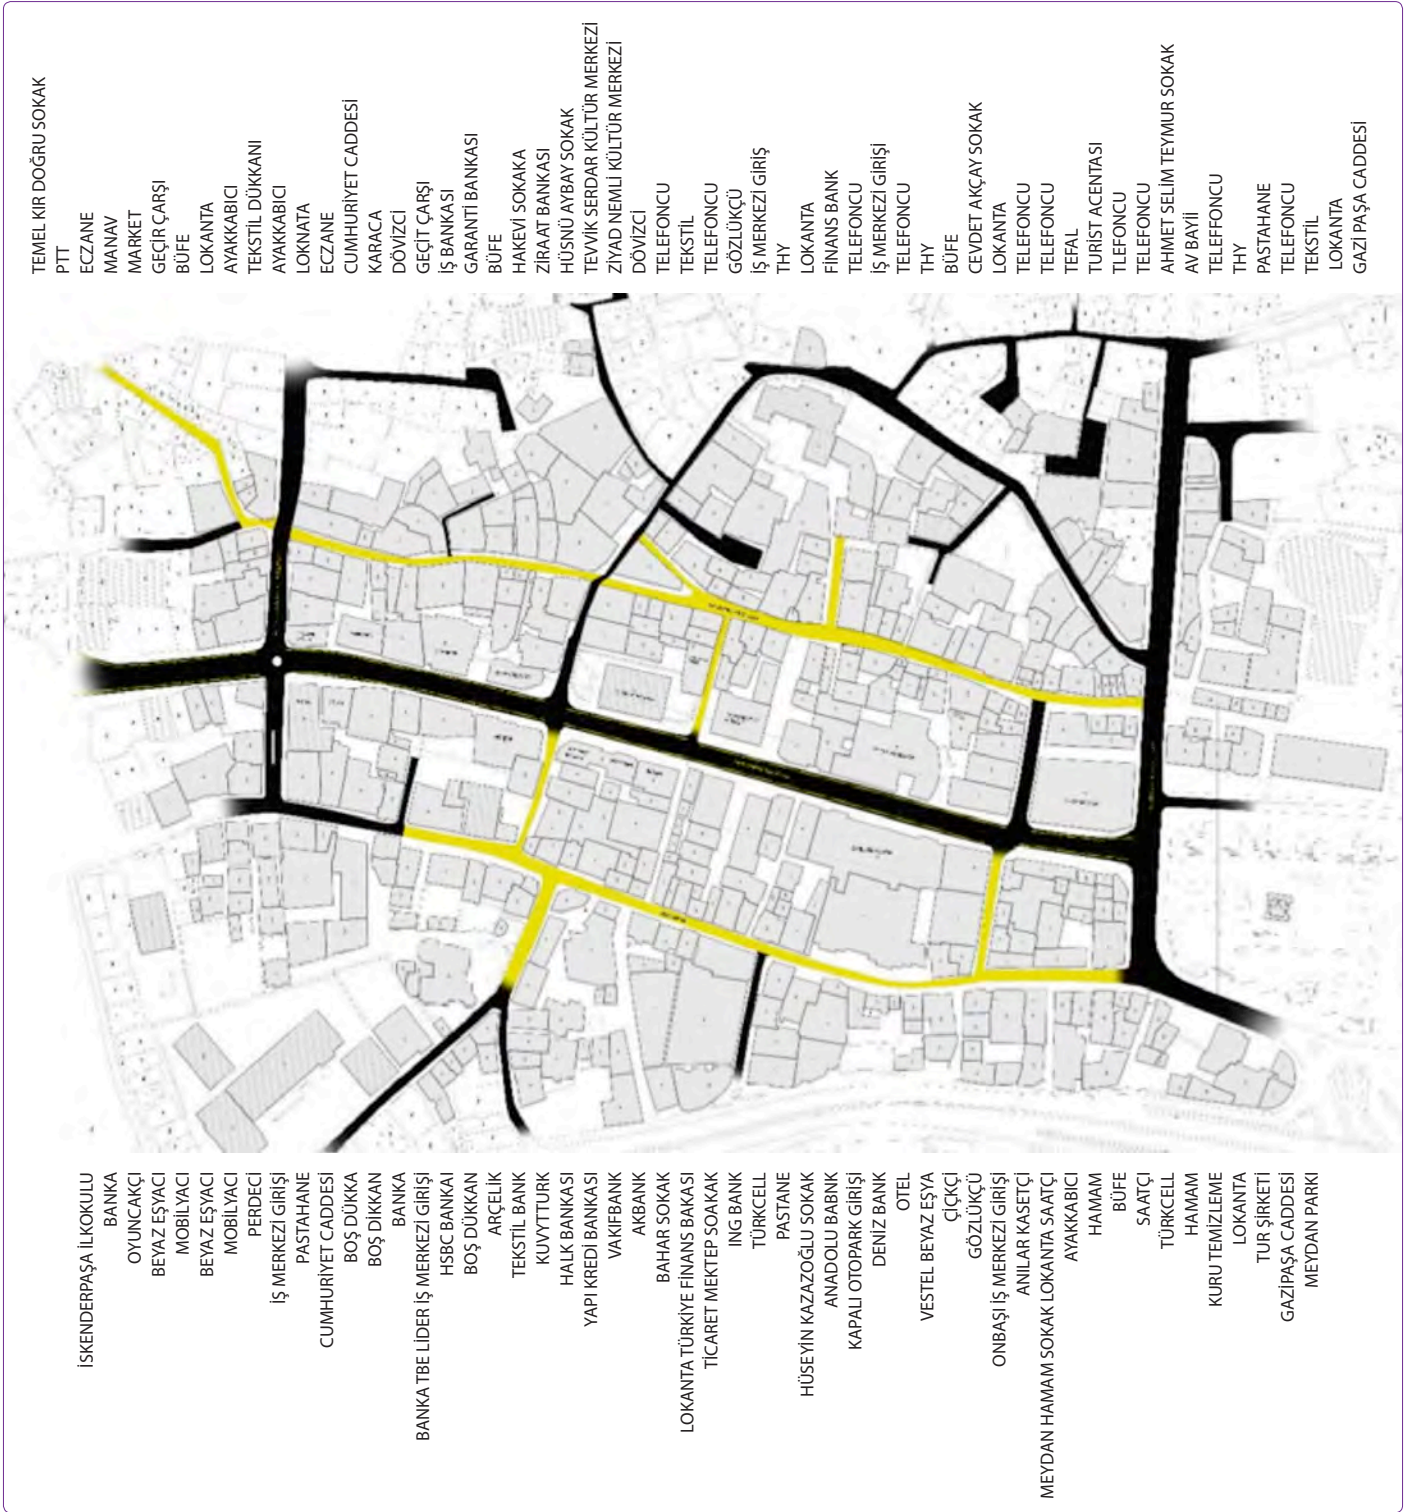 TEMEL KIR DOĞRU SOKAK
PTT
ECZANE
MANAV
MARKET
GEÇİR ÇARŞI
BÜFE
LOKANTA
AYAKKABICI
TEKSTİL DÜKKANI
AYAKKABICI
LOKNATA
ECZANE
CUMHURİYET CADDESİ
KARACA
DÖVİZCİ
GEÇİT ÇARŞI
İŞ BANKASI
GARANTİ BANKASI
BÜFE
HAKEVİ SOKAKA
ZİRAAT BANKASI
HÜSNÜ AYBAY SOKAK
TEVVİK SERDAR KÜLTÜR MERKEZİ
ZİYAD NEMLİ KÜLTÜR MERKEZİ
DÖVİZCİ
TELEFONCU
TEKSTİL
TELEFONCU
GÖZLÜKÇÜ
İŞ MERKEZİ GİRİŞ
THY
LOKANTA
FİNANS BANK
TELEFONCU
İŞ MERKEZİ GİRİŞİ
TELEFONCU
THY
BÜFE
CEVDET AKÇAY SOKAK
LOKANTA
TELEFONCU
TELEFONCU
TEFAL
TURİST ACENTASI
TLEFONCU
TELEFONCU
AHMET SELİM TEYMUR SOKAK
AV BAYİİ
TELEFFONCU
THY
PASTAHANE
TELEFONCU
TEKSTİL
LOKANTA
GAZİ PAŞA CADDESİ
İSKENDERPAŞA İLKOKULU
BANKA
OYUNCAKÇI
BEYAZ EŞYACI
MOBİLYACI
BEYAZ EŞYACI
MOBİLYACI
PERDECİ
İŞ MERKEZİ GİRİŞİ
PASTAHANE
CUMHURİYET CADDESİ
BOŞ DÜKKA
BOŞ DİKKAN
BANKA
BANKA TBE LİDER İŞ MERKEZİ GİRİŞİ
HSBC BANKAI
BOŞ DÜKKAN
ARÇELİK
TEKSTİL BANK
KUVVTTURK
HALK BANKASI
YAPI KREDİ BANKASI
VAKIFBANK
AKBANK
BAHAR SOKAK
LOKANTA TÜRKİYE FİNANS BAKASI
TİCARET MEKTEP SOAKAK
ING BANK
TÜRKCELL
PASTANE
HÜSEYİN KAZAZOĞLU SOKAK
ANADOLU BABNK
KAPALI OTOPARK GİRİŞİ
DENİZ BANK
OTEL
VESTEL BEYAZ EŞYA
ÇİÇKÇİ
GÖZLÜKÇÜ
ONBAŞI İŞ MERKEZİ GİRİŞİ
ANILAR KASETÇİ
MEYDAN HAMAM SOKAK LOKANTA SAATÇI
AYAKKABICI
HAMAM
BÜFE
SAATÇI
TÜRKCELL
HAMAM
KURU TEMİZLEME
LOKANTA
TUR ŞİRKETİ
GAZİPAŞA CADDESİ
MEYDAN PARKI